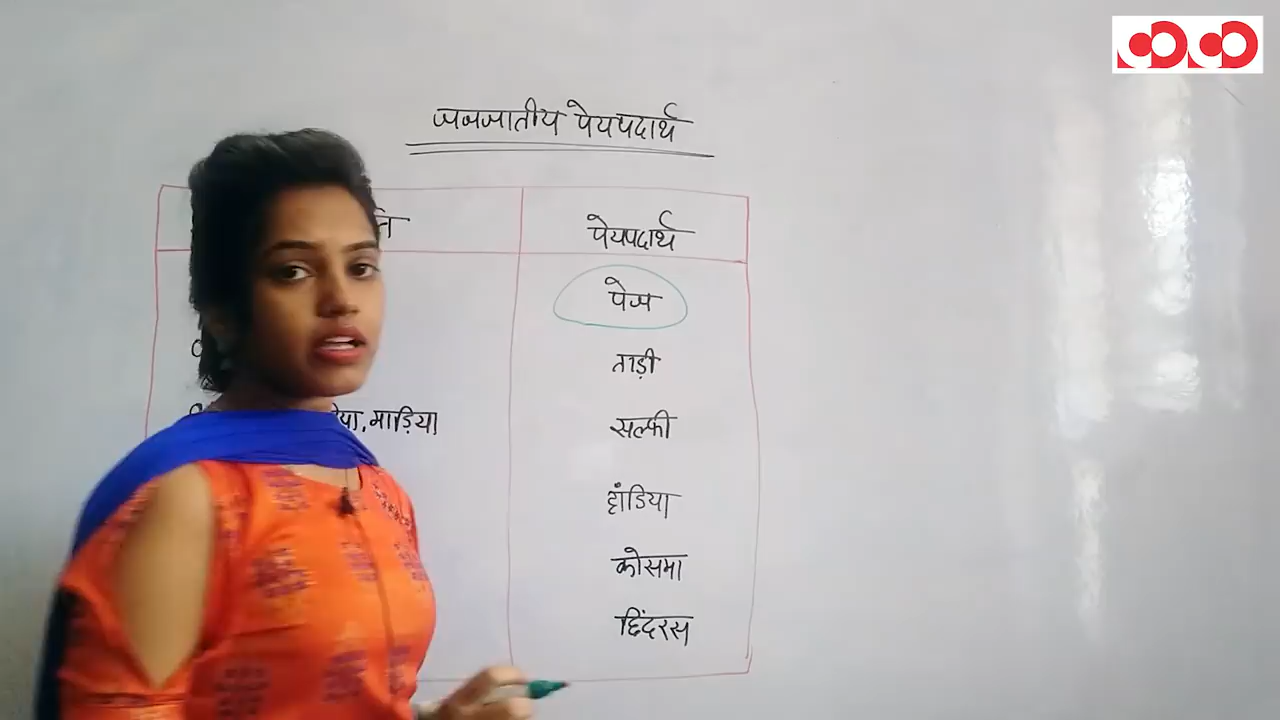 जनजातीय पेयपदार्थ
पेयपदार्थ
पेज
ताड़ी
माड़िया
सल्फी
हांडिया
कोसमा
छिंदरस